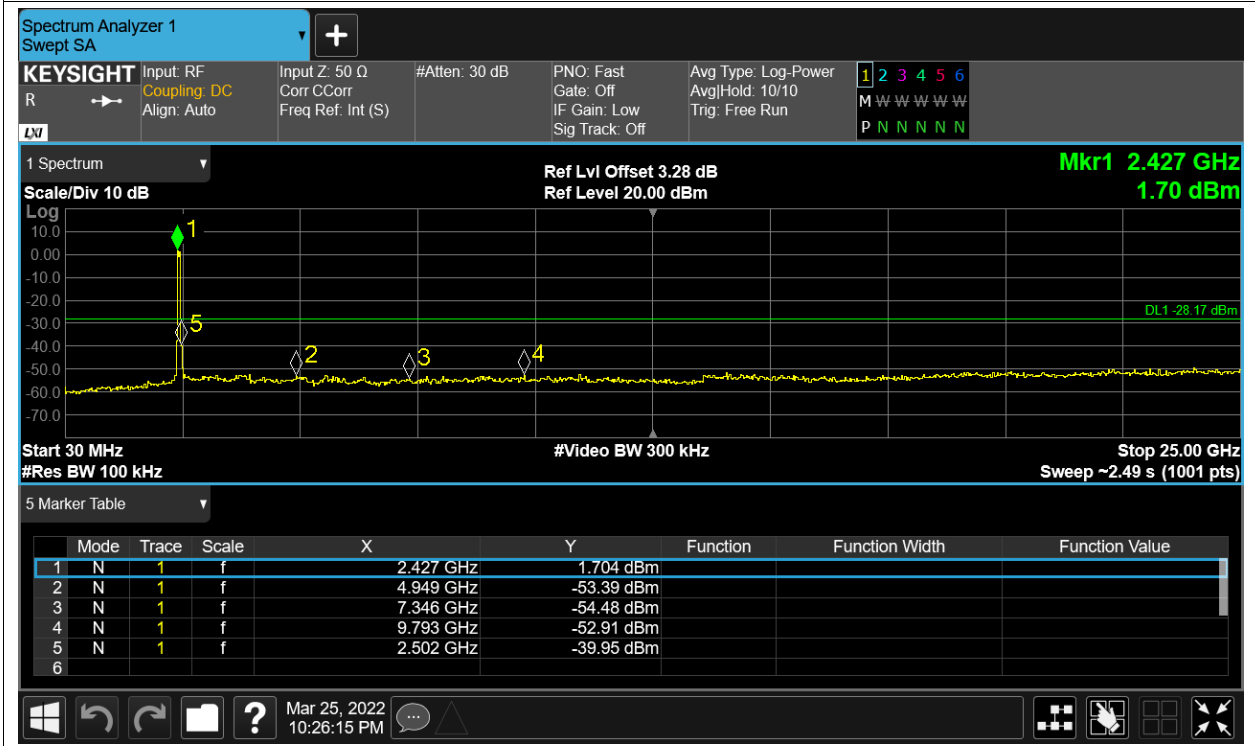 Spectrum Analyzer 1
Swept SA
KEYSIGHT
R
LXI
Input: RF
Coupling: DC
Align: Auto
Input Z: 50 Ω
Corr CCorr
Freq Ref: Int (S)
#Atten: 30 dB
PNO: Fast
Gate: Off
IF Gain: Low
Sig Track: Off
Avg Type: Log-Power
Avg|Hold: 10/10
Trig: Free Run
1 2 3 4 5 6
M W W W W W
P N N N N N
1 Spectrum
Scale/Div 10 dB
Ref Lvl Offset 3.28 dB
Ref Level 20.00 dBm
Mkr1 2.427 GHz
1.70 dBm
Log
10.0
0.00
-10.0
-20.0
-30.0
-40.0
-50.0
-60.0
-70.0
1
5
2
3
4
DL1 -28.17 dBm
Start 30 MHz
#Video BW 300 kHz
Stop 25.00 GHz
#Res BW 100 kHz
Sweep ~2.49 s (1001 pts)
5 Marker Table
Mode Trace Scale X Y Function Function Width Function Value
1 N 1 f 2.427 GHz 1.704 dBm
2 N 1 f 4.949 GHz -53.39 dBm
3 N 1 f 7.346 GHz -54.48 dBm
4 N 1 f 9.793 GHz -52.91 dBm
5 N 1 f 2.502 GHz -39.95 dBm
6
?
Mar 25, 2022
10:26:15 PM